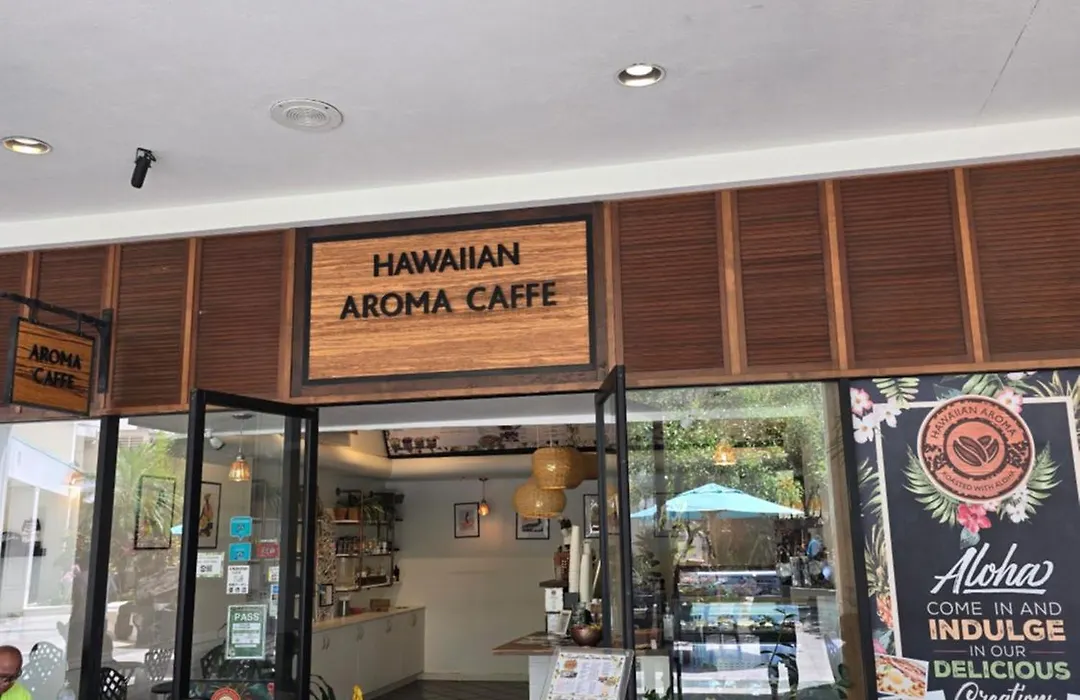 HAWAIIAN
AROMA CAFFE
AROMA
CAFFE
PASS
HAWAIIAN AROMA
ROASTED WITH ALOHA
Aloha
COME IN AND
INDULGE
IN OUR
DELICIOUS
Creations